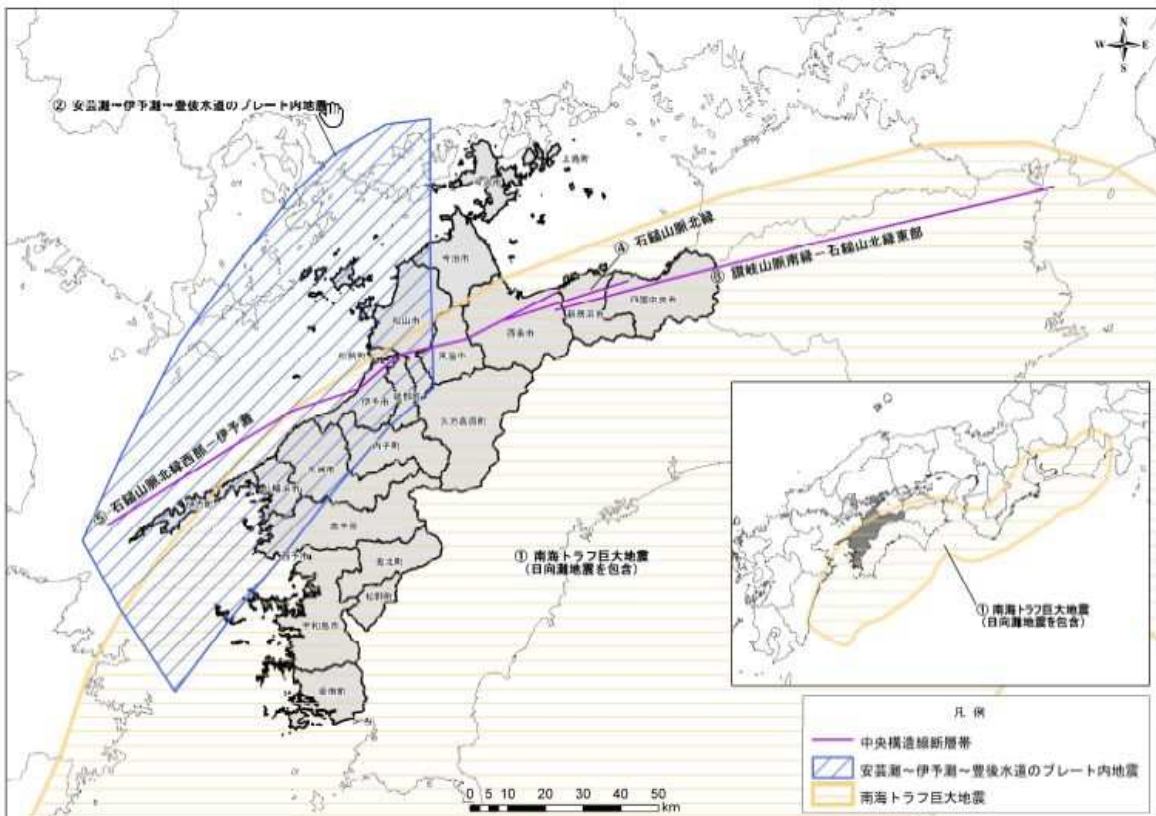 N
W E
S
② 安芸灘～伊予灘～豊後水道のプレート内地震
上島町
今治市
④ 石鎚山脈北縁
③ 讃岐山脈南縁－石鎚山北縁東部
四国中央市
新居浜市
松山市
西条市
松前町
東温市
伊予市
砥部町
久万高原町
内子町
⑤ 石鎚山脈北縁西部－伊予灘
大洲市
八幡浜市
西予市
① 南海トラフ巨大地震
(日向灘地震を包含)
鬼北町
松野町
宇和島市
愛南町
① 南海トラフ巨大地震
(日向灘地震を包含)
凡 例
中央構造線断層帯
安芸灘～伊予灘～豊後水道のプレート内地震
南海トラフ巨大地震
0 5 10 20 30 40 50
km